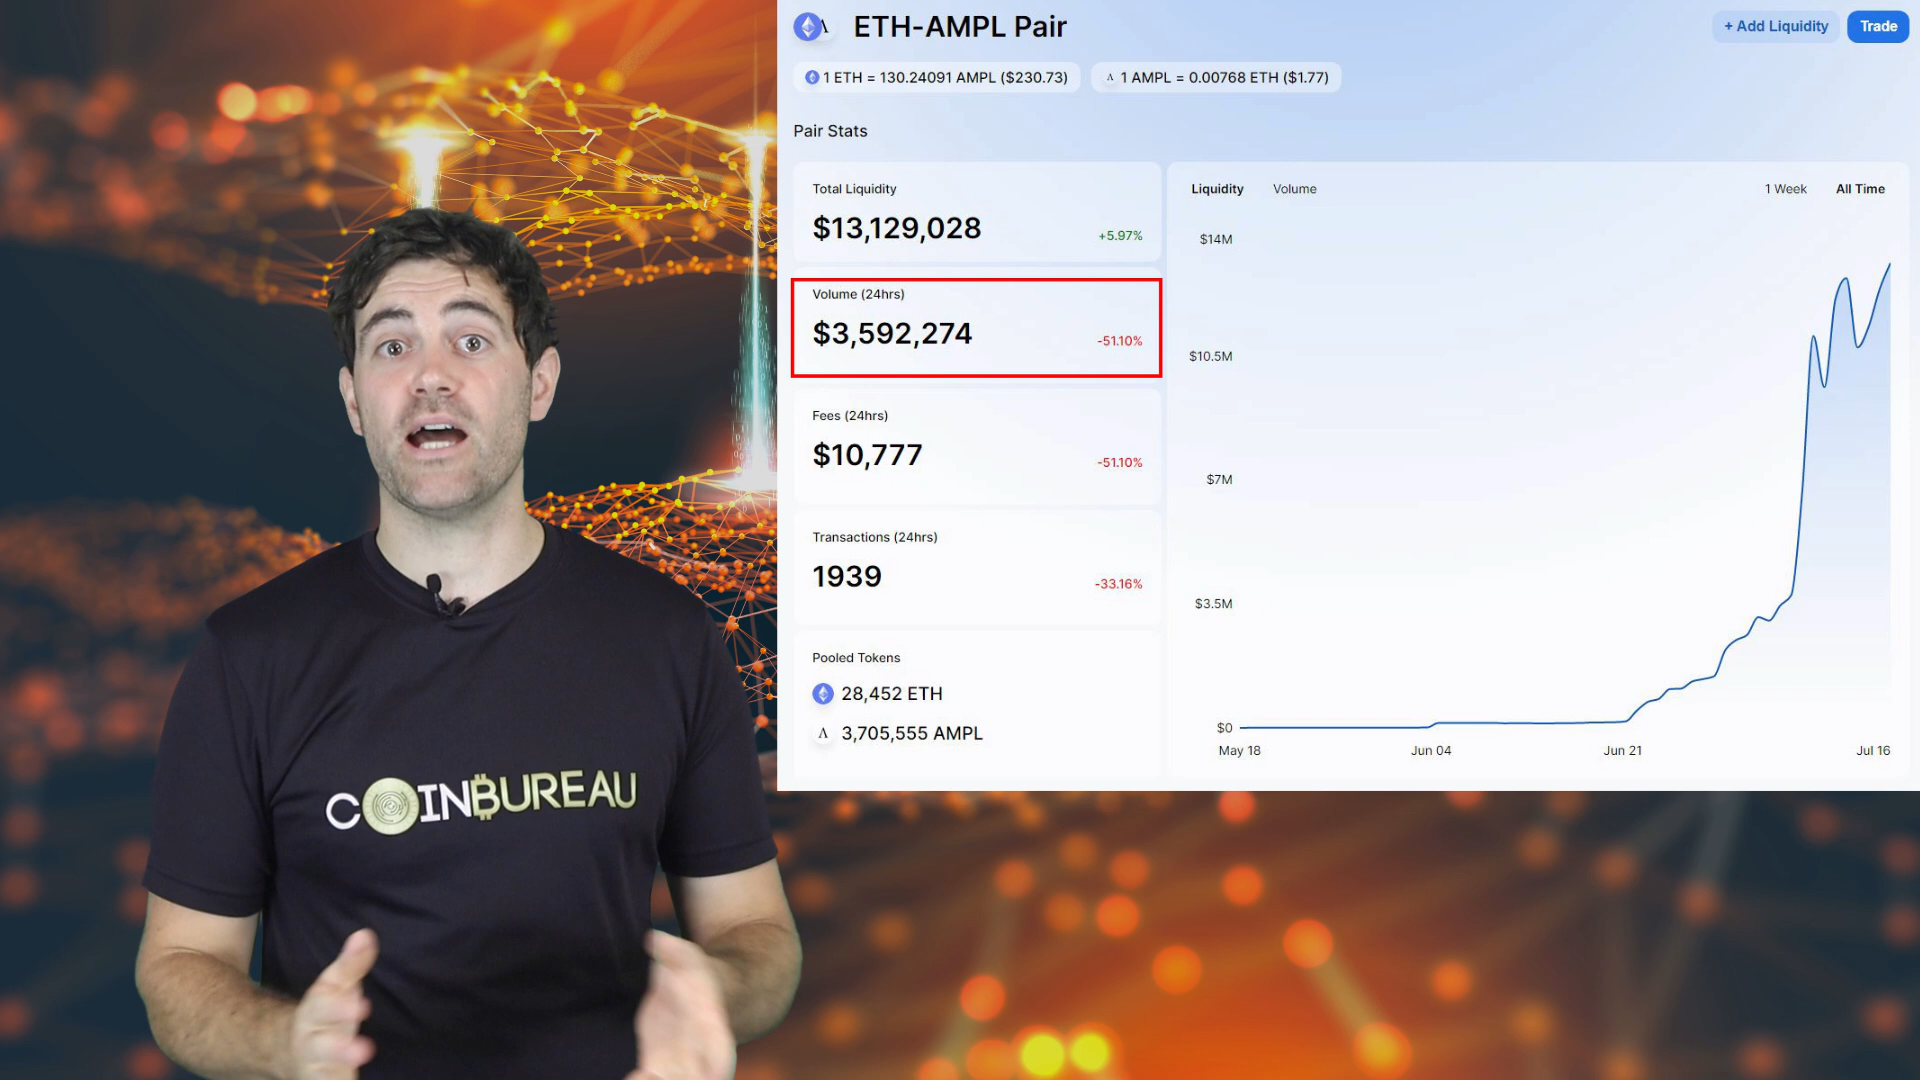 ETH-AMPL Pair
+ Add Liquidity
Trade
1 ETH = 130.24091 AMPL ($230.73)
1 AMPL = 0.00768 ETH ($1.77)
Pair Stats
Total Liquidity
$13,129,028
+5.97%
Volume (24hrs)
$3,592,274
-51.10%
Fees (24hrs)
$10,777
-51.10%
Transactions (24hrs)
1939
-33.16%
Pooled Tokens
28,452 ETH
3,705,555 AMPL
Liquidity
Volume
1 Week
All Time
$14M
$10.5M
$7M
$3.5M
$0
May 18
Jun 04
Jun 21
Jul 16
COINBUREAU